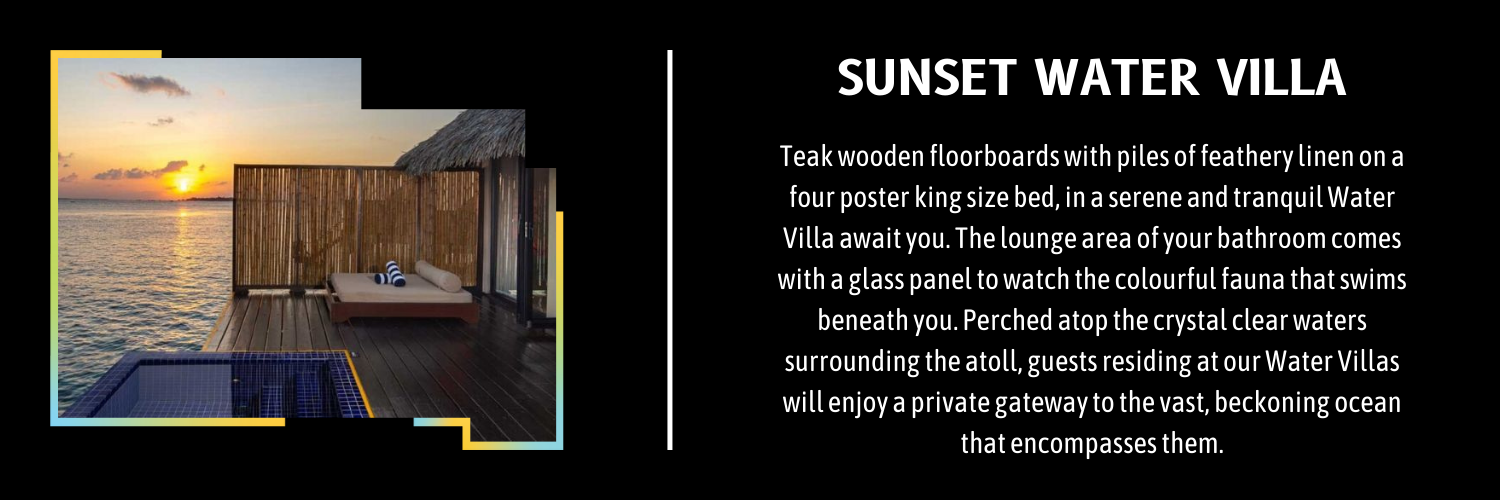 SUNSET WATER VILLA
Teak wooden floorboards with piles of feathery linen on a
four poster king size bed, in a serene and tranquil Water
Villa await you. The lounge area of your bathroom comes
with a glass panel to watch the colourful fauna that swims
beneath you. Perched atop the crystal clear waters
surrounding the atoll, guests residing at our Water Villas
will enjoy a private gateway to the vast, beckoning ocean
that encompasses them.